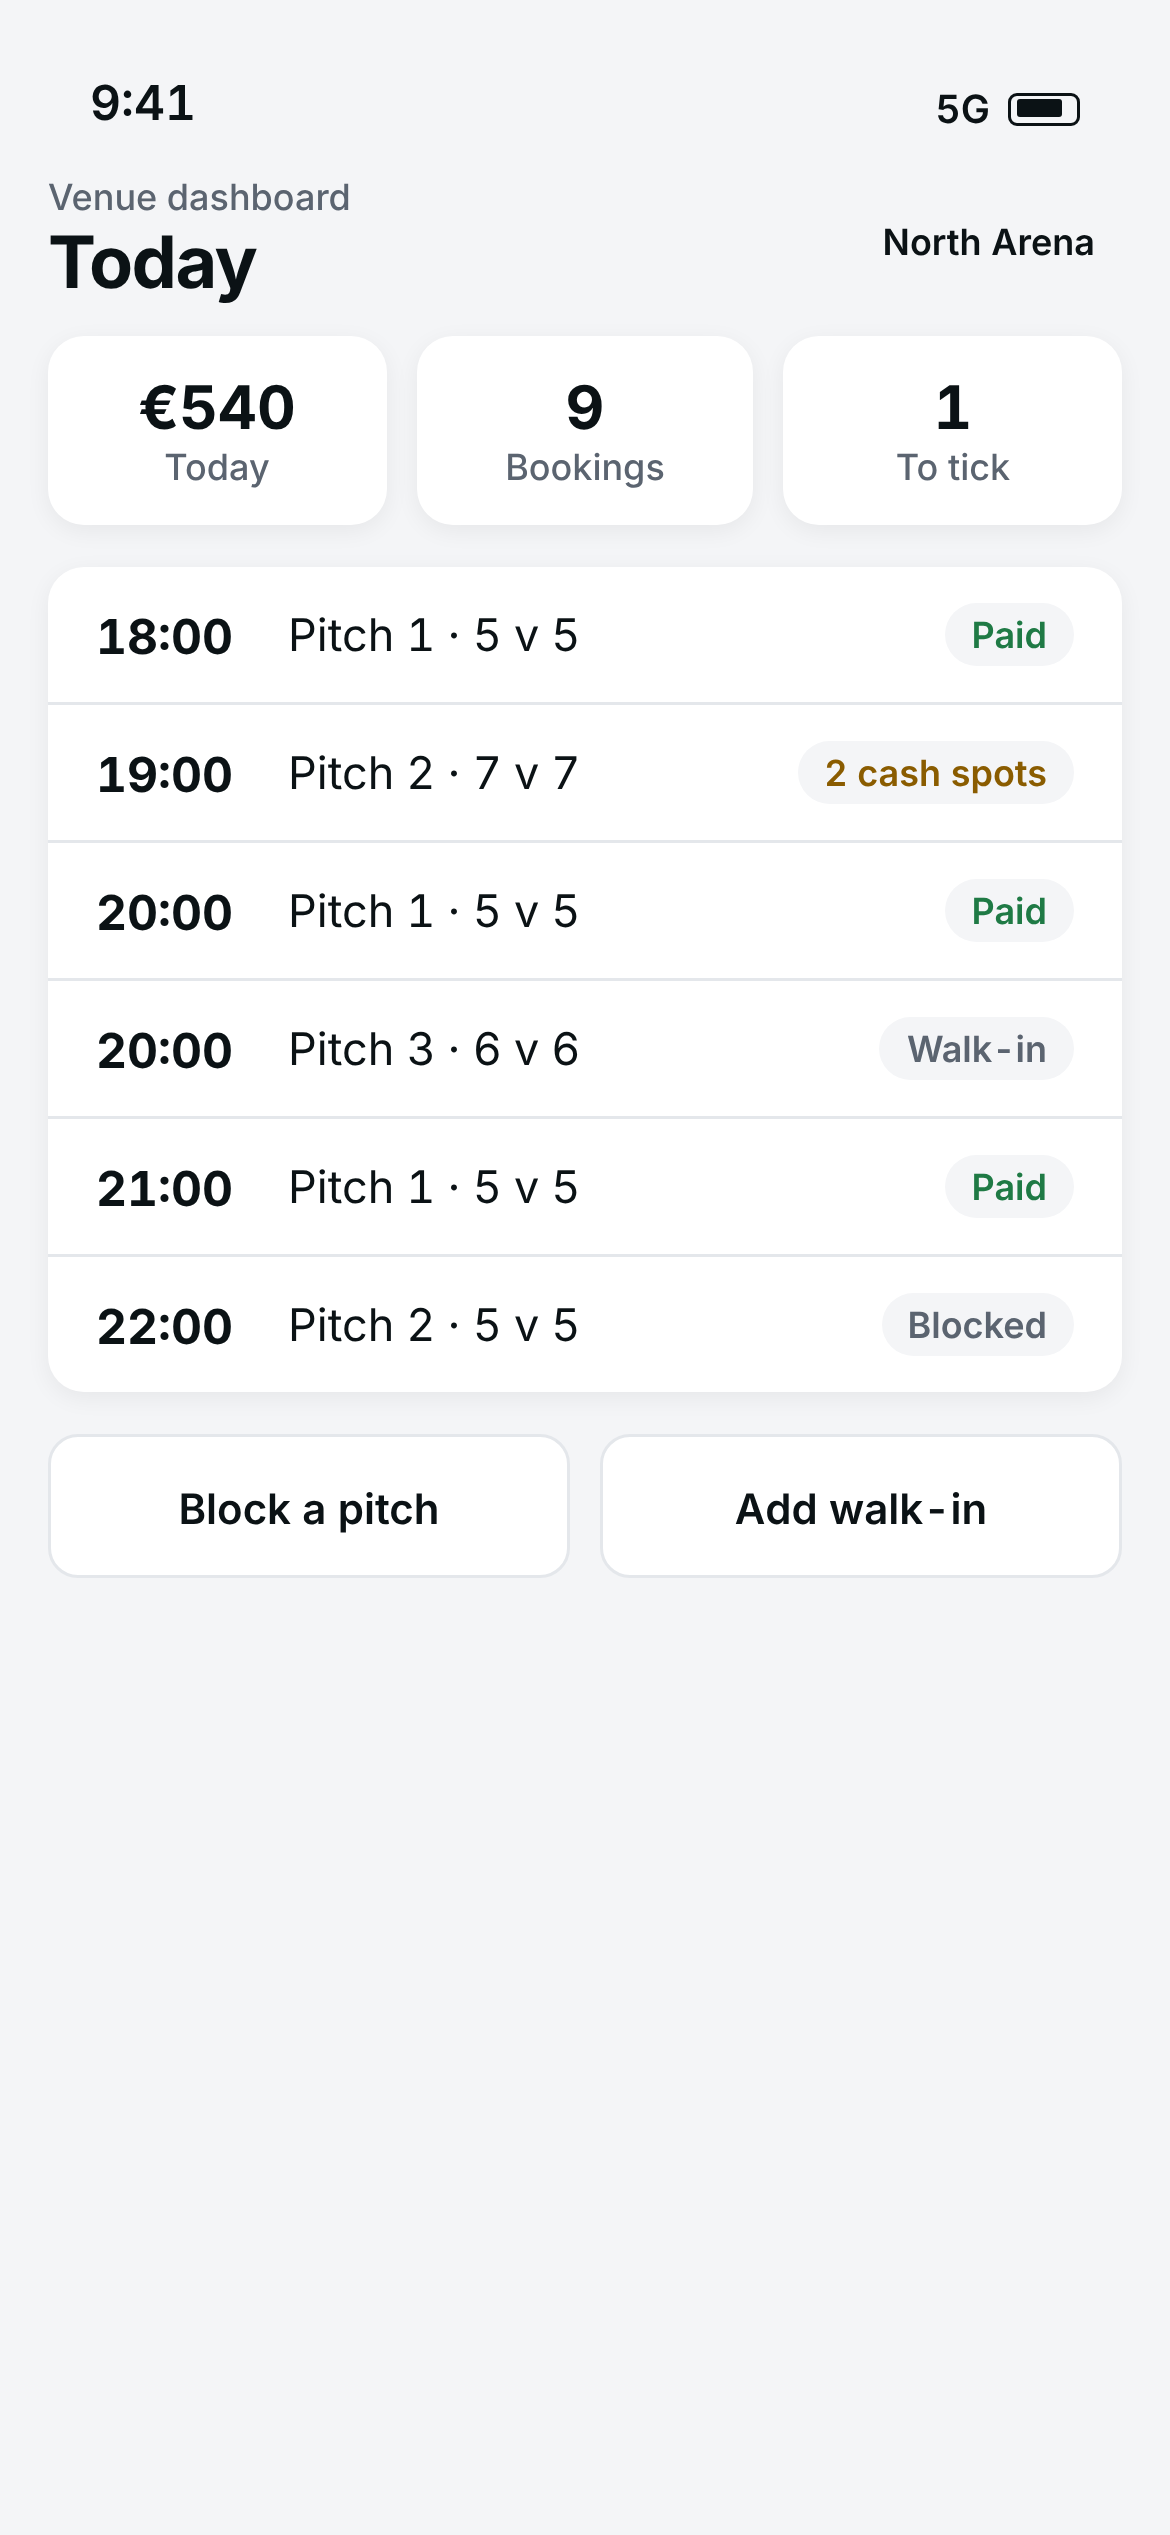 9:41
5G
Venue dashboard
Today
North Arena
€540
Today
9
Bookings
1
To tick
18:00 Pitch 1 · 5 v 5 Paid
19:00 Pitch 2 · 7 v 7 2 cash spots
20:00 Pitch 1 · 5 v 5 Paid
20:00 Pitch 3 · 6 v 6 Walk-in
21:00 Pitch 1 · 5 v 5 Paid
22:00 Pitch 2 · 5 v 5 Blocked
Block a pitch
Add walk-in